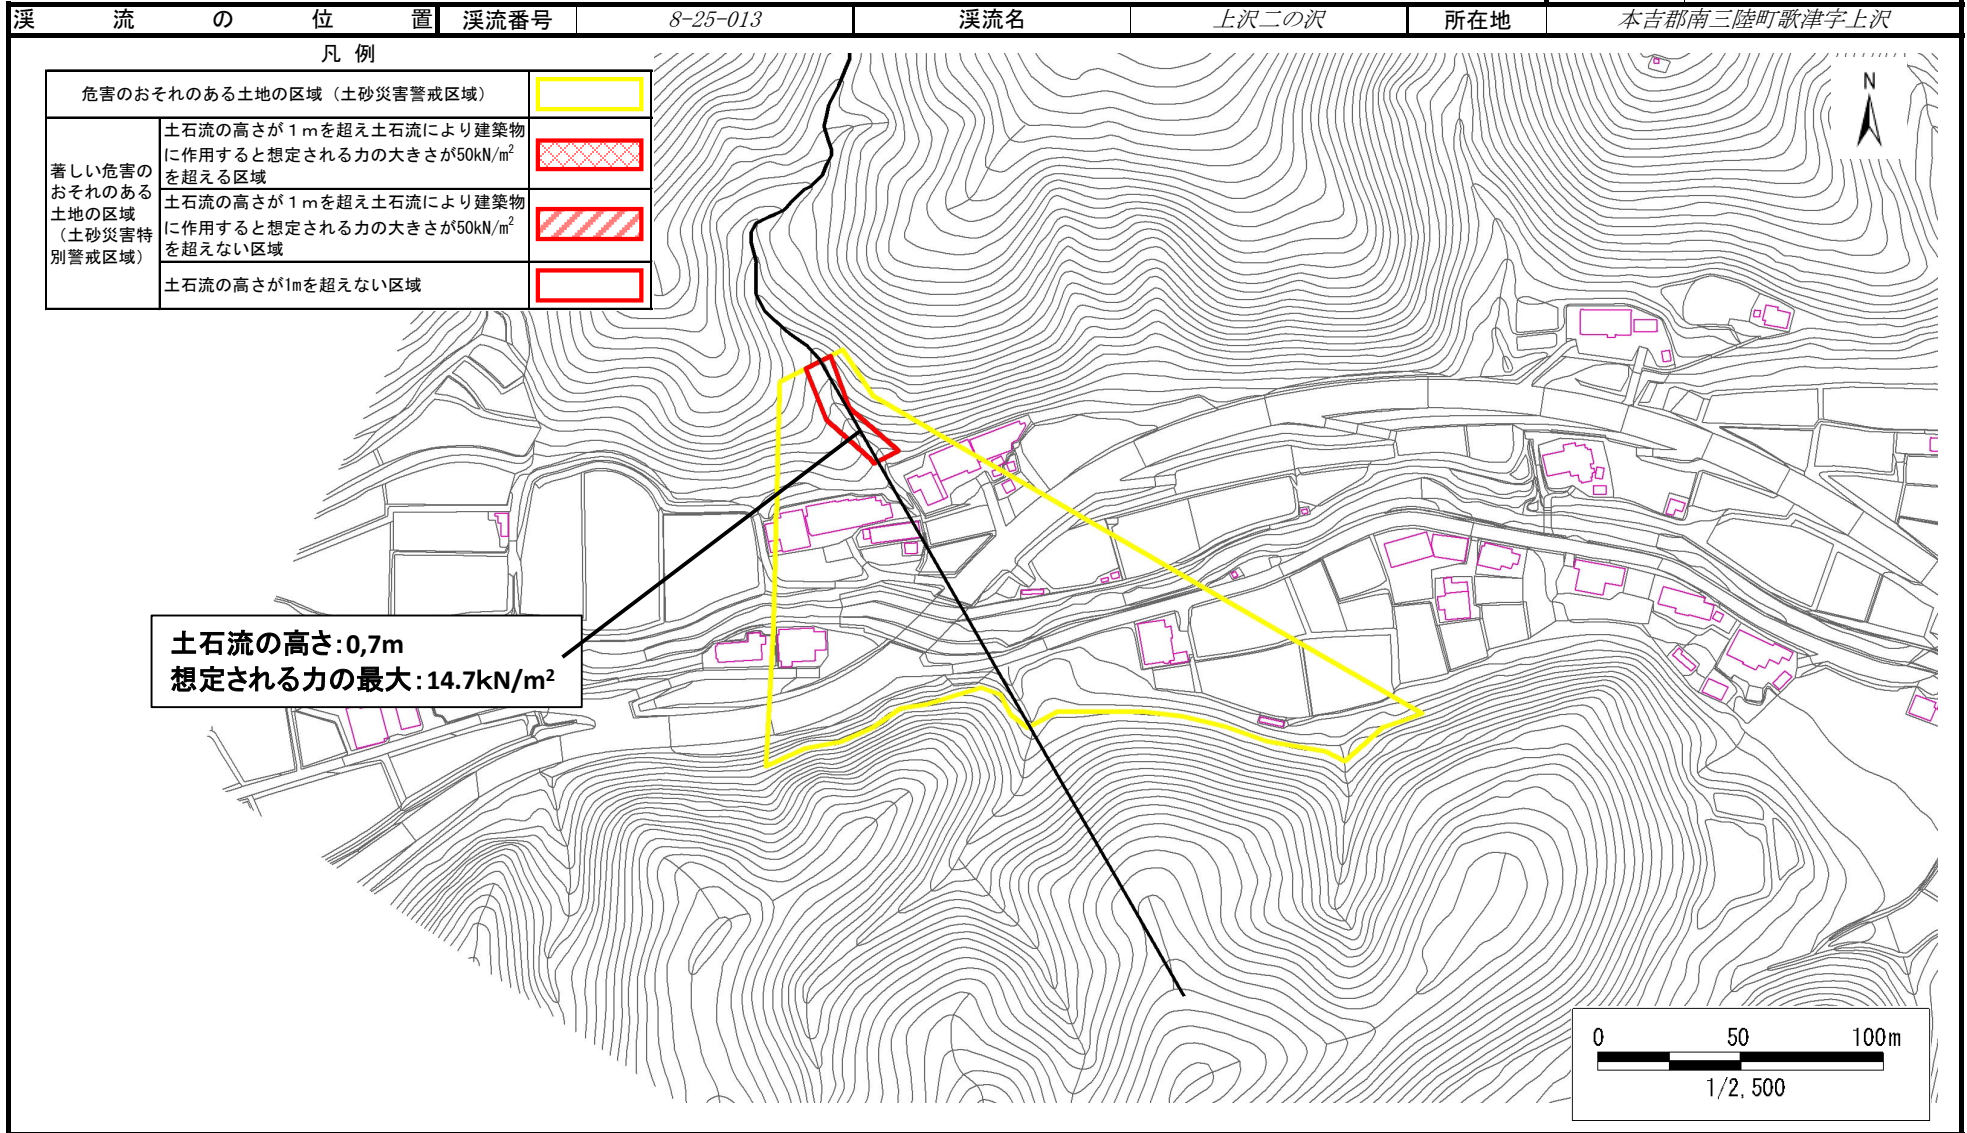 渓流の位置 渓流番号 8-25-013 渓流名 上沢二の沢 所在地 本吉郡南三陸町歌津字上沢
凡 例
危害のおそれのある土地の区域（土砂災害警戒区域）
著しい危害の
おそれのある
土地の区域
（土砂災害特
別警戒区域）
土石流の高さが１ｍを超え土石流により建築物
に作用すると想定される力の大きさが50kN/m²
を超える区域
土石流の高さが１ｍを超え土石流により建築物
に作用すると想定される力の大きさが50kN/m²
を超えない区域
土石流の高さが1mを超えない区域
N
土石流の高さ:0,7m
想定される力の最大:14.7kN/m²
0 50 100m
1/2,500